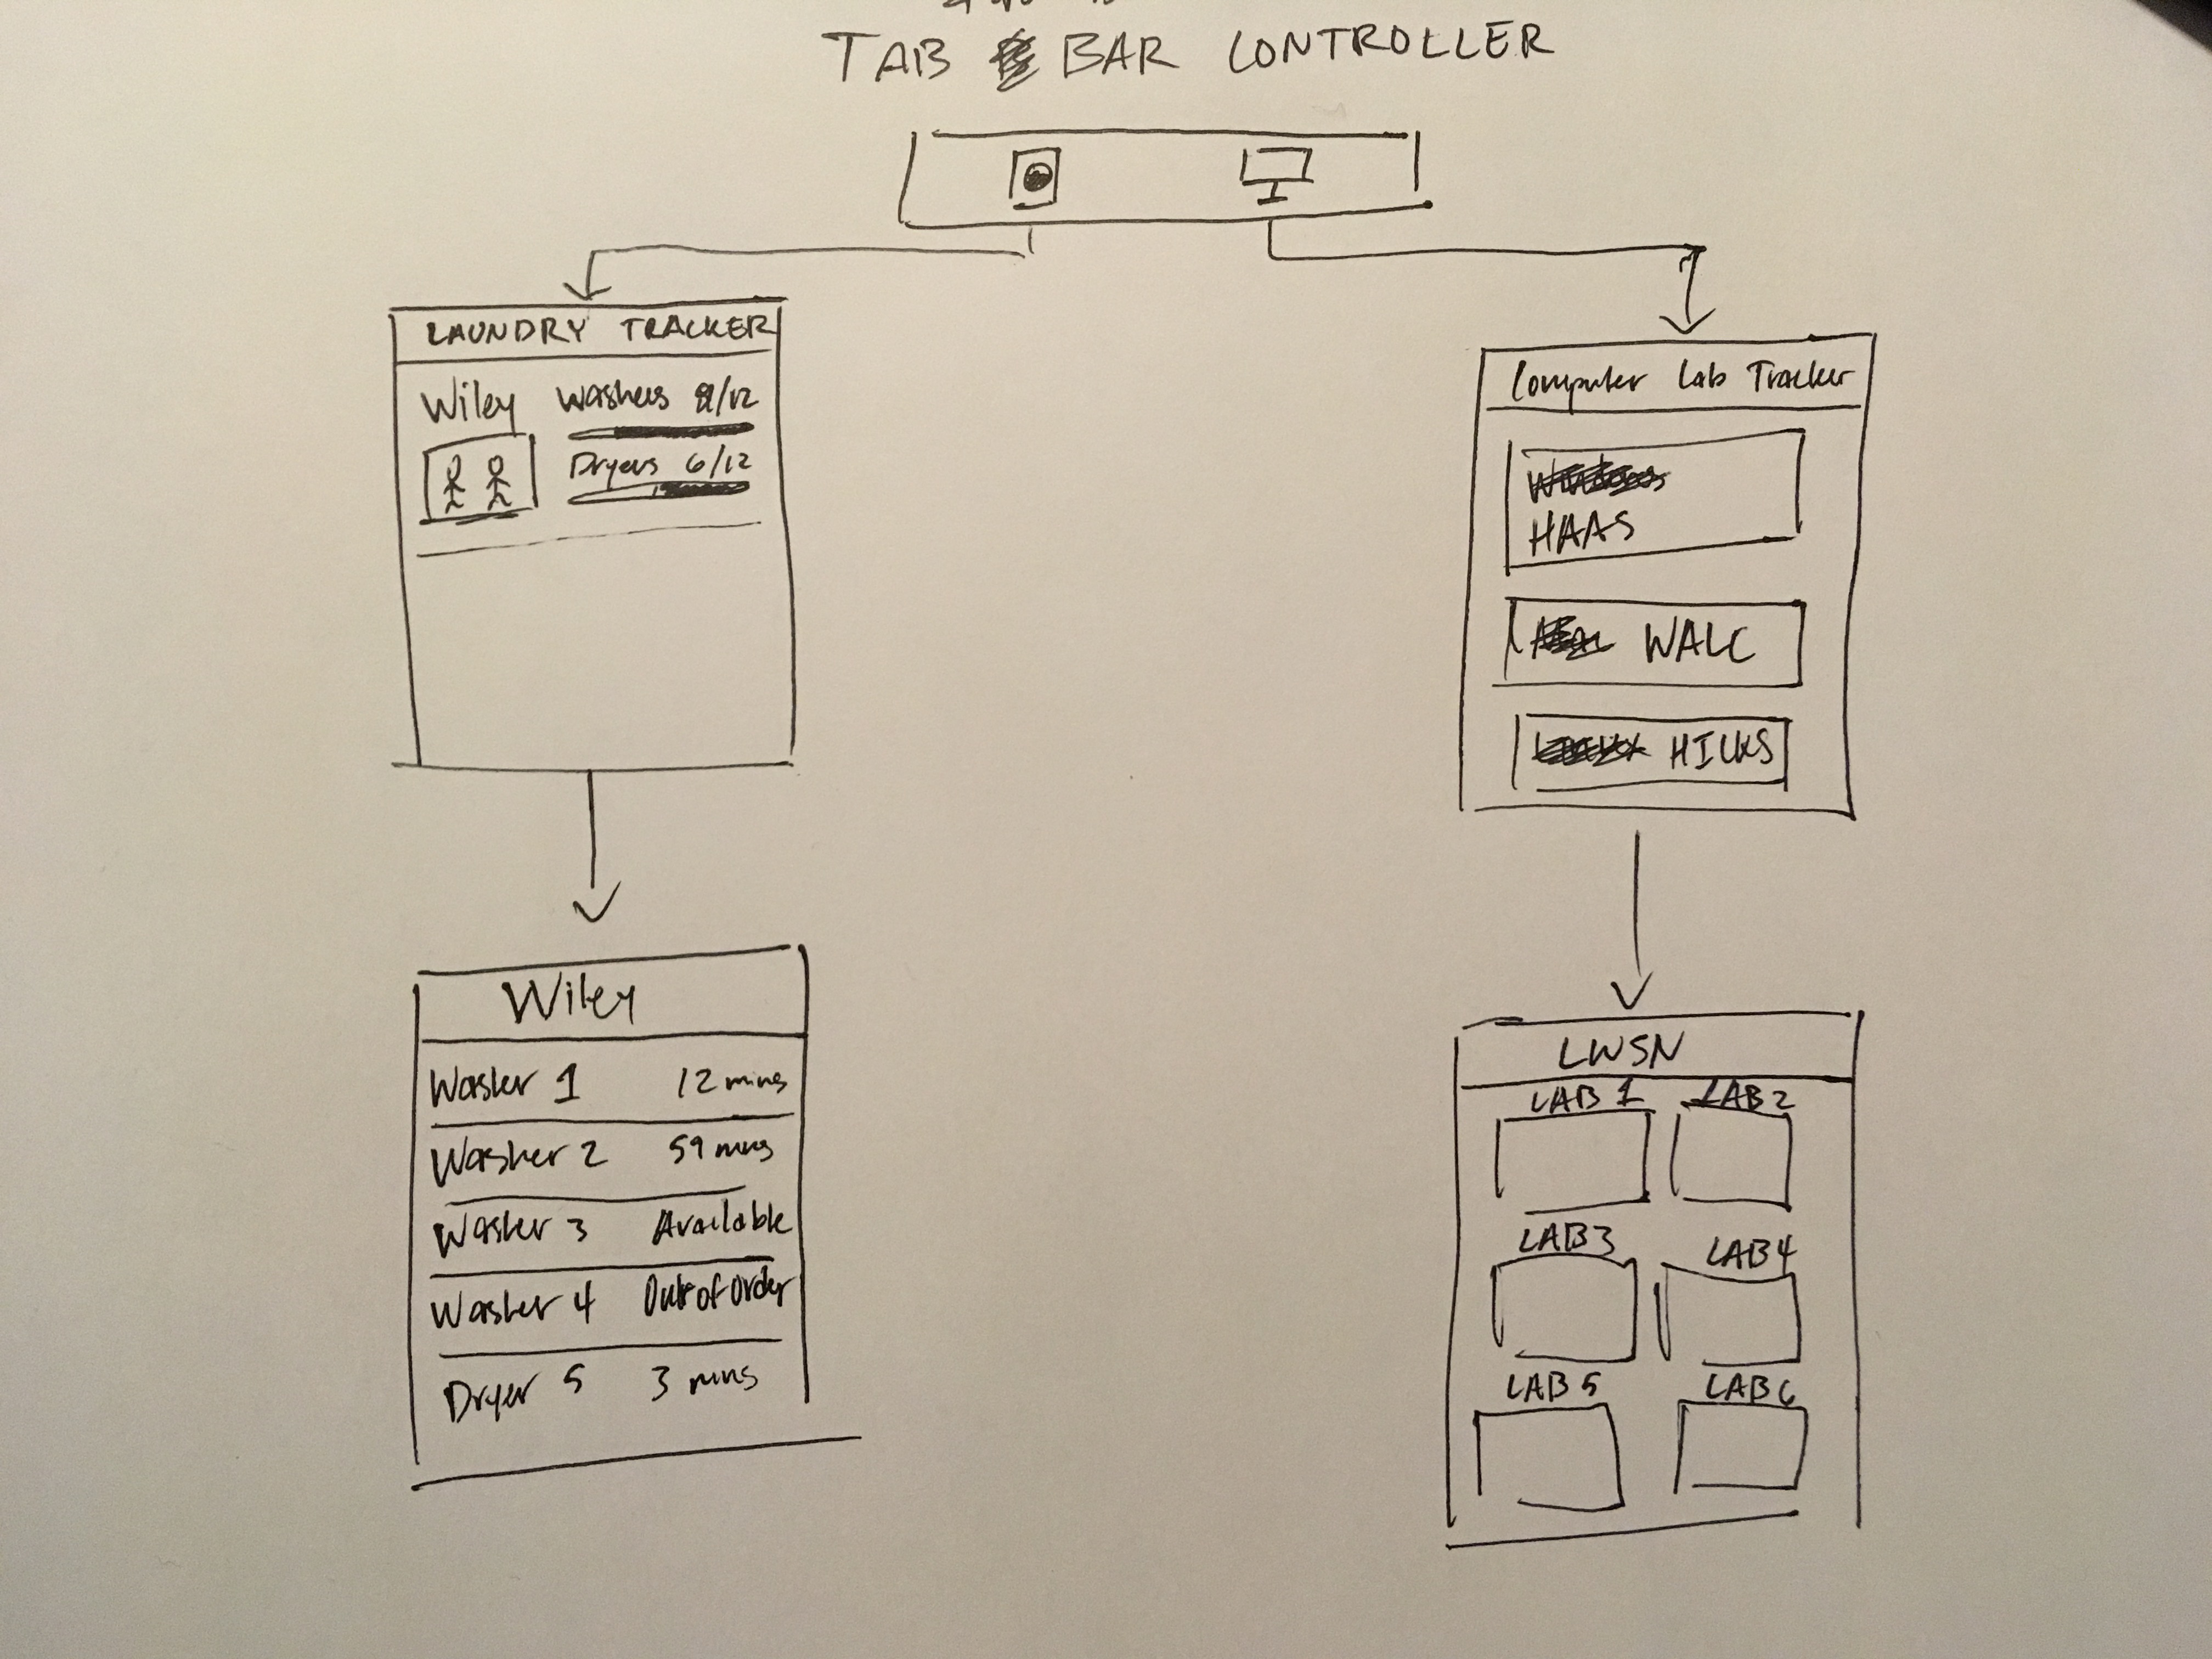 TAB BAR CONTROLLER
LAUNDRY TRACKER
Wiley Washers 8/12
Dryers 6/12
Wiley
Washer 1 12 mins
Washer 2 59 mins
Washer 3 Available
Washer 4 Out of Order
Dryer 5 3 mins
Computer Lab Tracker
HAAS
WALC
HICKS
LWSN
LAB 1 LAB 2
LAB 3 LAB 4
LAB 5 LAB 6